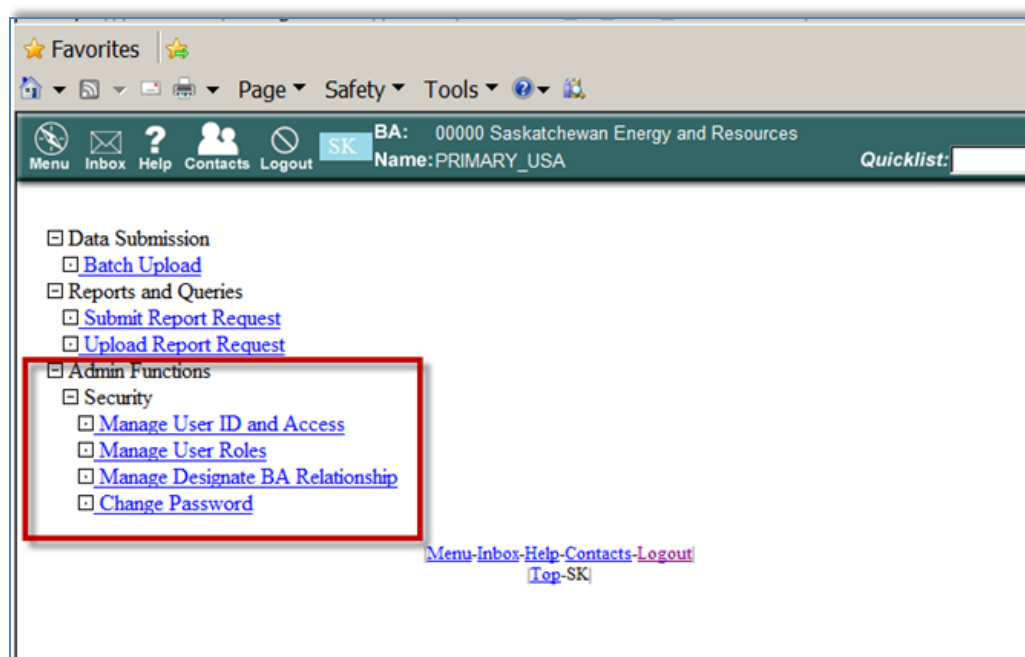 Favorites
Page Safety Tools
Menu Inbox Help Contacts Logout SK BA: 00000 Saskatchewan Energy and Resources
Name: PRIMARY_USA Quicklist:
Data Submission
Batch Upload
Reports and Queries
Submit Report Request
Upload Report Request
Admin Functions
Security
Manage User ID and Access
Manage User Roles
Manage Designate BA Relationship
Change Password
|Menu-Inbox-Help-Contacts-Logout|
|Top-SK|